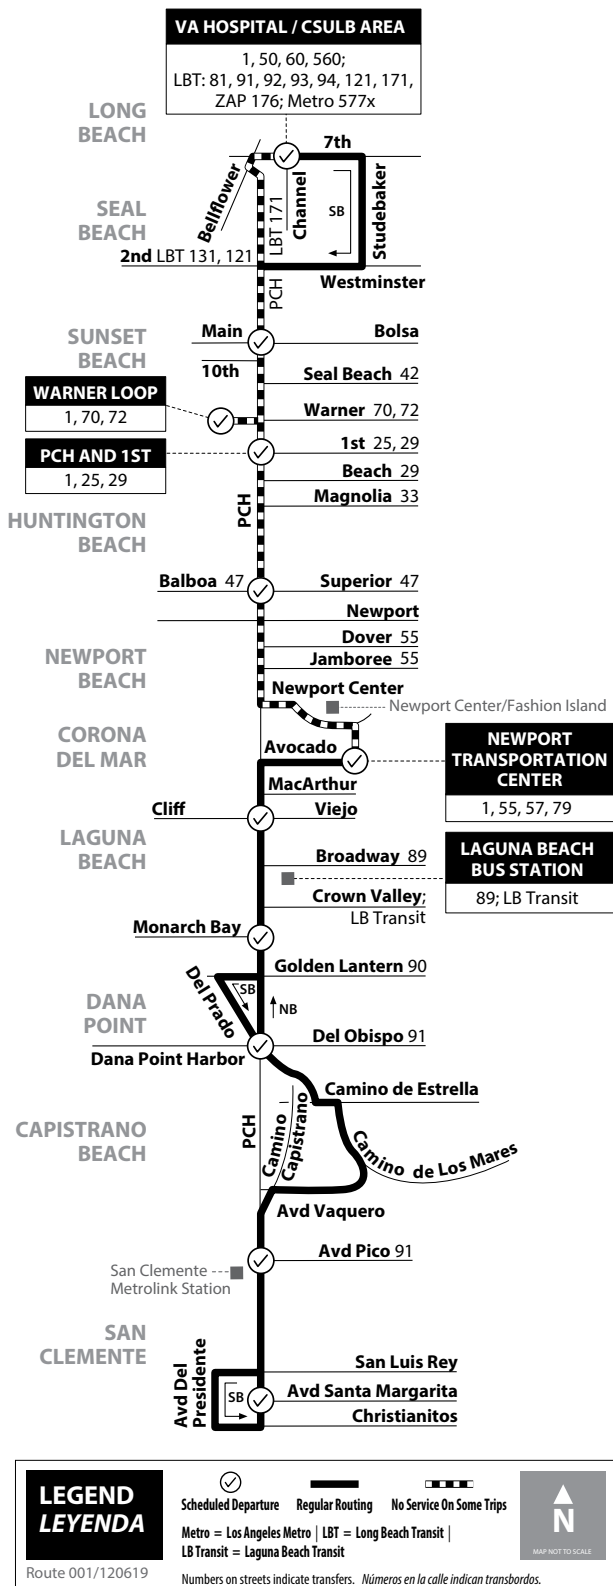 VA HOSPITAL / CSULB AREA
1, 50, 60, 560;
LBT: 81, 91, 92, 93, 94, 121, 171,
ZAP 176; Metro 577x
LONG
BEACH
7th
Bellflower
LBT 171
Channel
SB
Studebaker
SEAL
BEACH
2nd LBT 131, 121
PCH
Westminster
SUNSET
BEACH
Main
Bolsa
10th
Seal Beach 42
WARNER LOOP
1, 70, 72
Warner 70, 72
PCH AND 1ST
1, 25, 29
1st 25, 29
Beach 29
Magnolia 33
PCH
HUNTINGTON
BEACH
Balboa 47
Superior 47
Newport
Dover 55
Jamboree 55
NEWPORT
BEACH
Newport Center
Newport Center/Fashion Island
CORONA
DEL MAR
Avocado
NEWPORT
TRANSPORTATION
CENTER
1, 55, 57, 79
MacArthur
Cliff
Viejo
LAGUNA
BEACH
Broadway 89
LAGUNA BEACH
BUS STATION
89; LB Transit
Crown Valley;
LB Transit
Monarch Bay
Golden Lantern 90
Del Prado
SB
NB
DANA
POINT
Del Obispo 91
Dana Point Harbor
Camino de Estrella
PCH
Camino
Capistrano
CAPISTRANO
BEACH
Camino de Los Mares
Avd Vaquero
Avd Pico 91
San Clemente
Metrolink Station
SAN
CLEMENTE
Avd Del
Presidente
San Luis Rey
SB
Avd Santa Margarita
Christianitos
LEGEND
LEYENDA
Route 001/120619
Scheduled Departure
Regular Routing
No Service On Some Trips
Metro = Los Angeles Metro | LBT = Long Beach Transit |
LB Transit = Laguna Beach Transit
Numbers on streets indicate transfers. Números en la calle indican transbordos.
N
MAP NOT TO SCALE